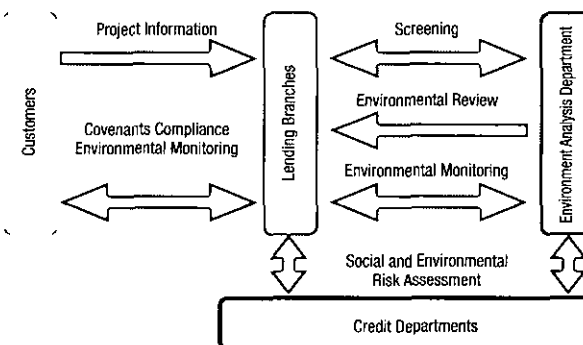 Project Information
Screening
Customers
Lending Branches
Environment Analysis Department
Environmental Review
Covenants Compliance
Environmental Monitoring
Environmental Monitoring
Social and Environmental
Risk Assessment
Credit Departments